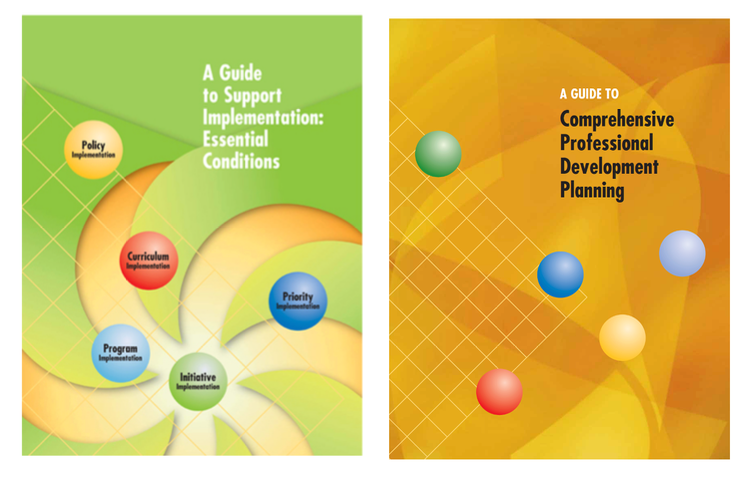 A Guide
to Support
Implementation:
Essential
Conditions
Policy
Implementation
Curriculum
Implementation
Priority
Implementation
Program
Implementation
Initiative
Implementation
A GUIDE TO
Comprehensive
Professional
Development
Planning